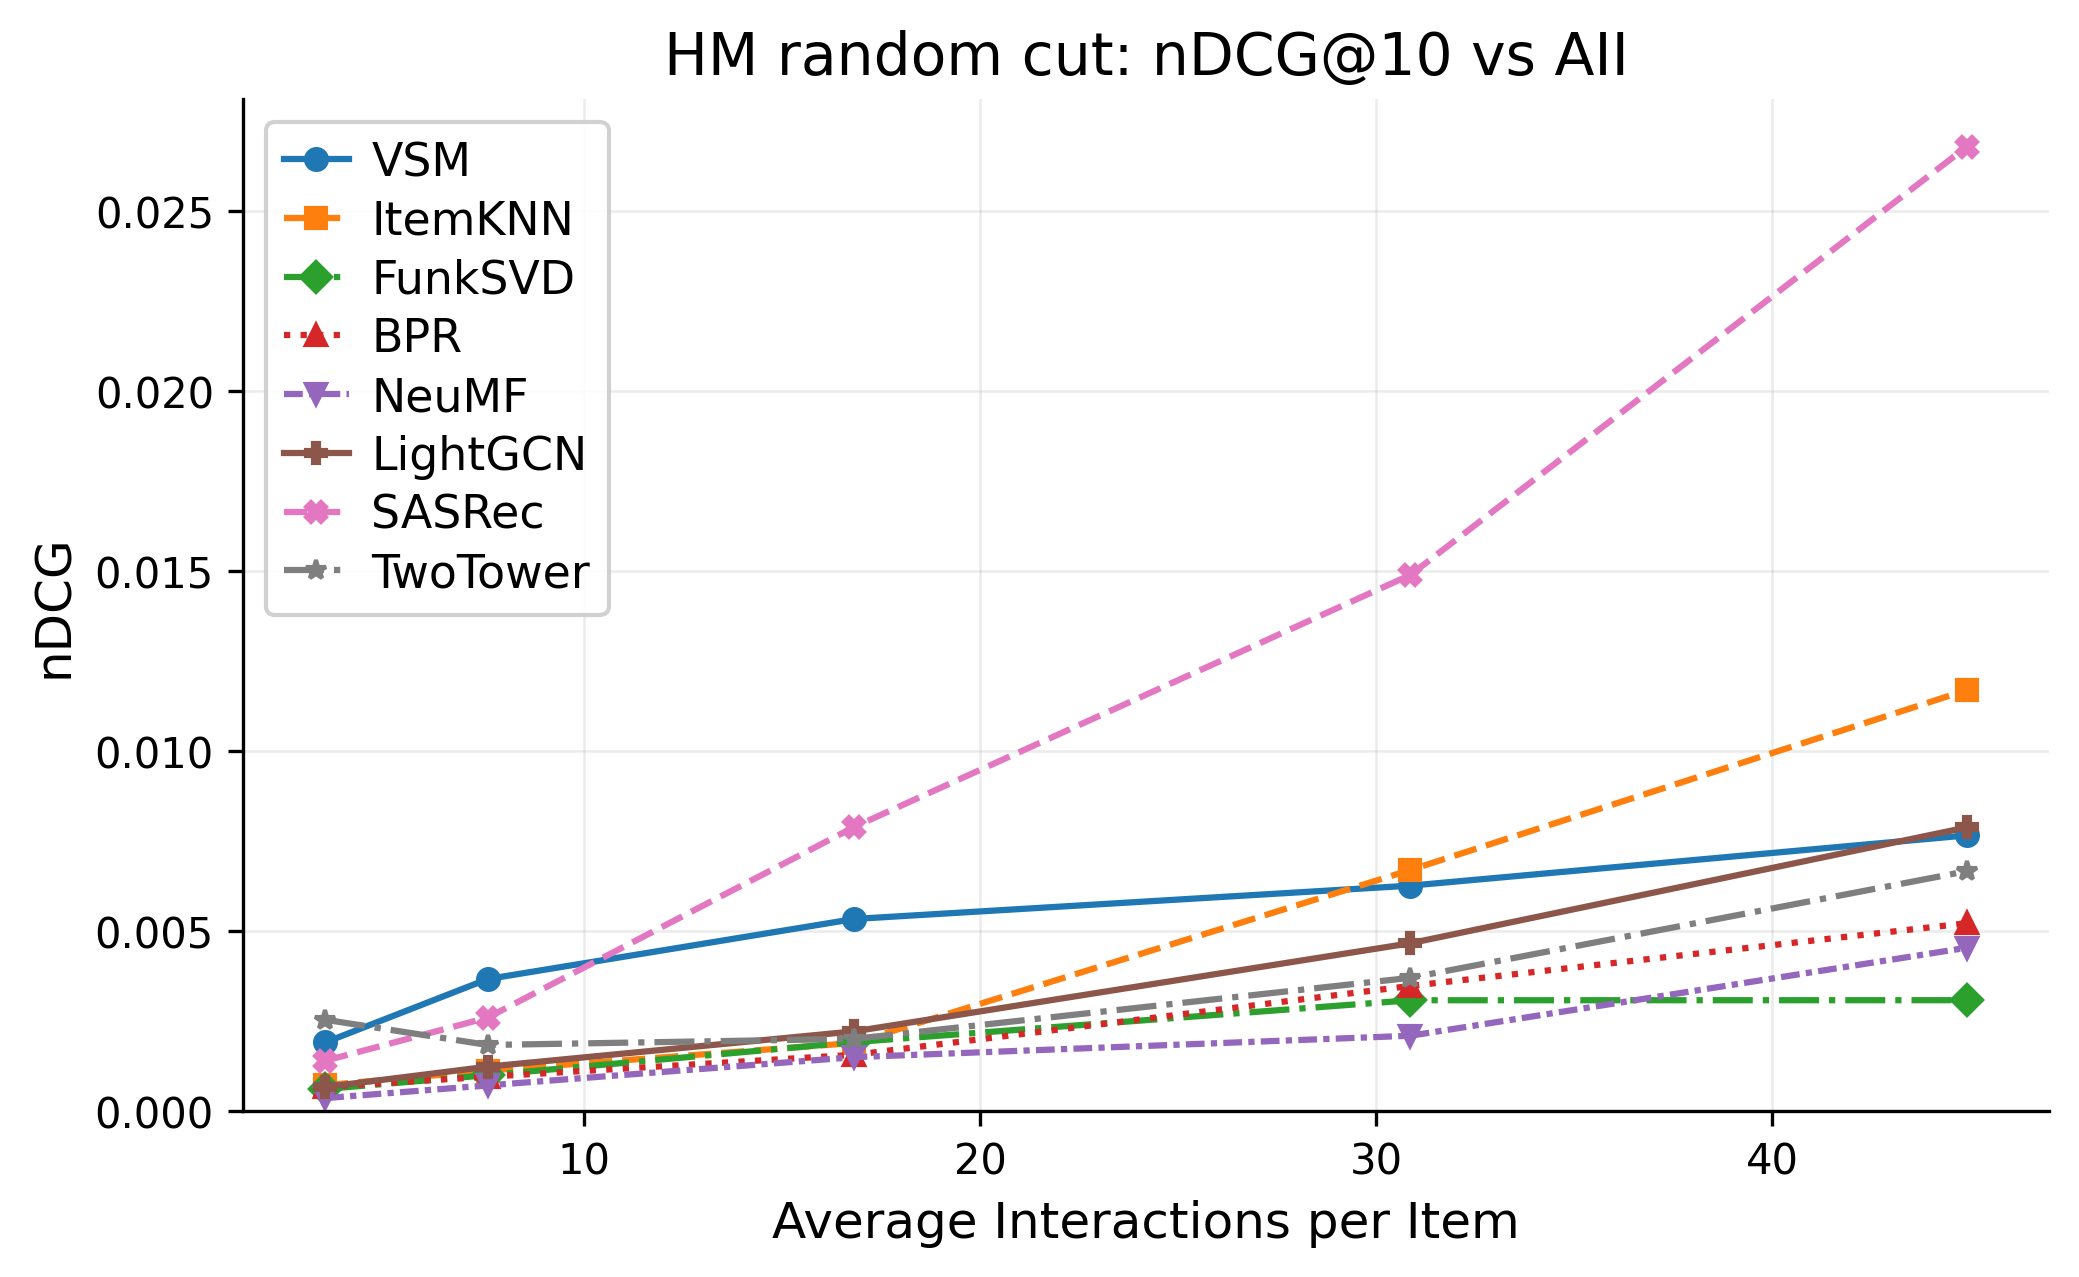 HM random cut: nDCG@10 vs AII
VSM
ItemKNN
FunkSVD
BPR
NeuMF
LightGCN
SASRec
TwoTower
nDCG
0.025
0.020
0.015
0.010
0.005
0.000
10 20 30 40
Average Interactions per Item